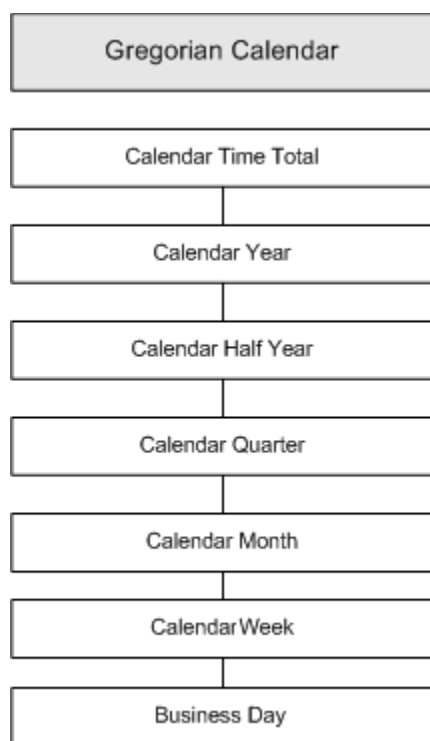 Gregorian Calendar
Calendar Time Total
Calendar Year
Calendar Half Year
Calendar Quarter
Calendar Month
Calendar Week
Business Day